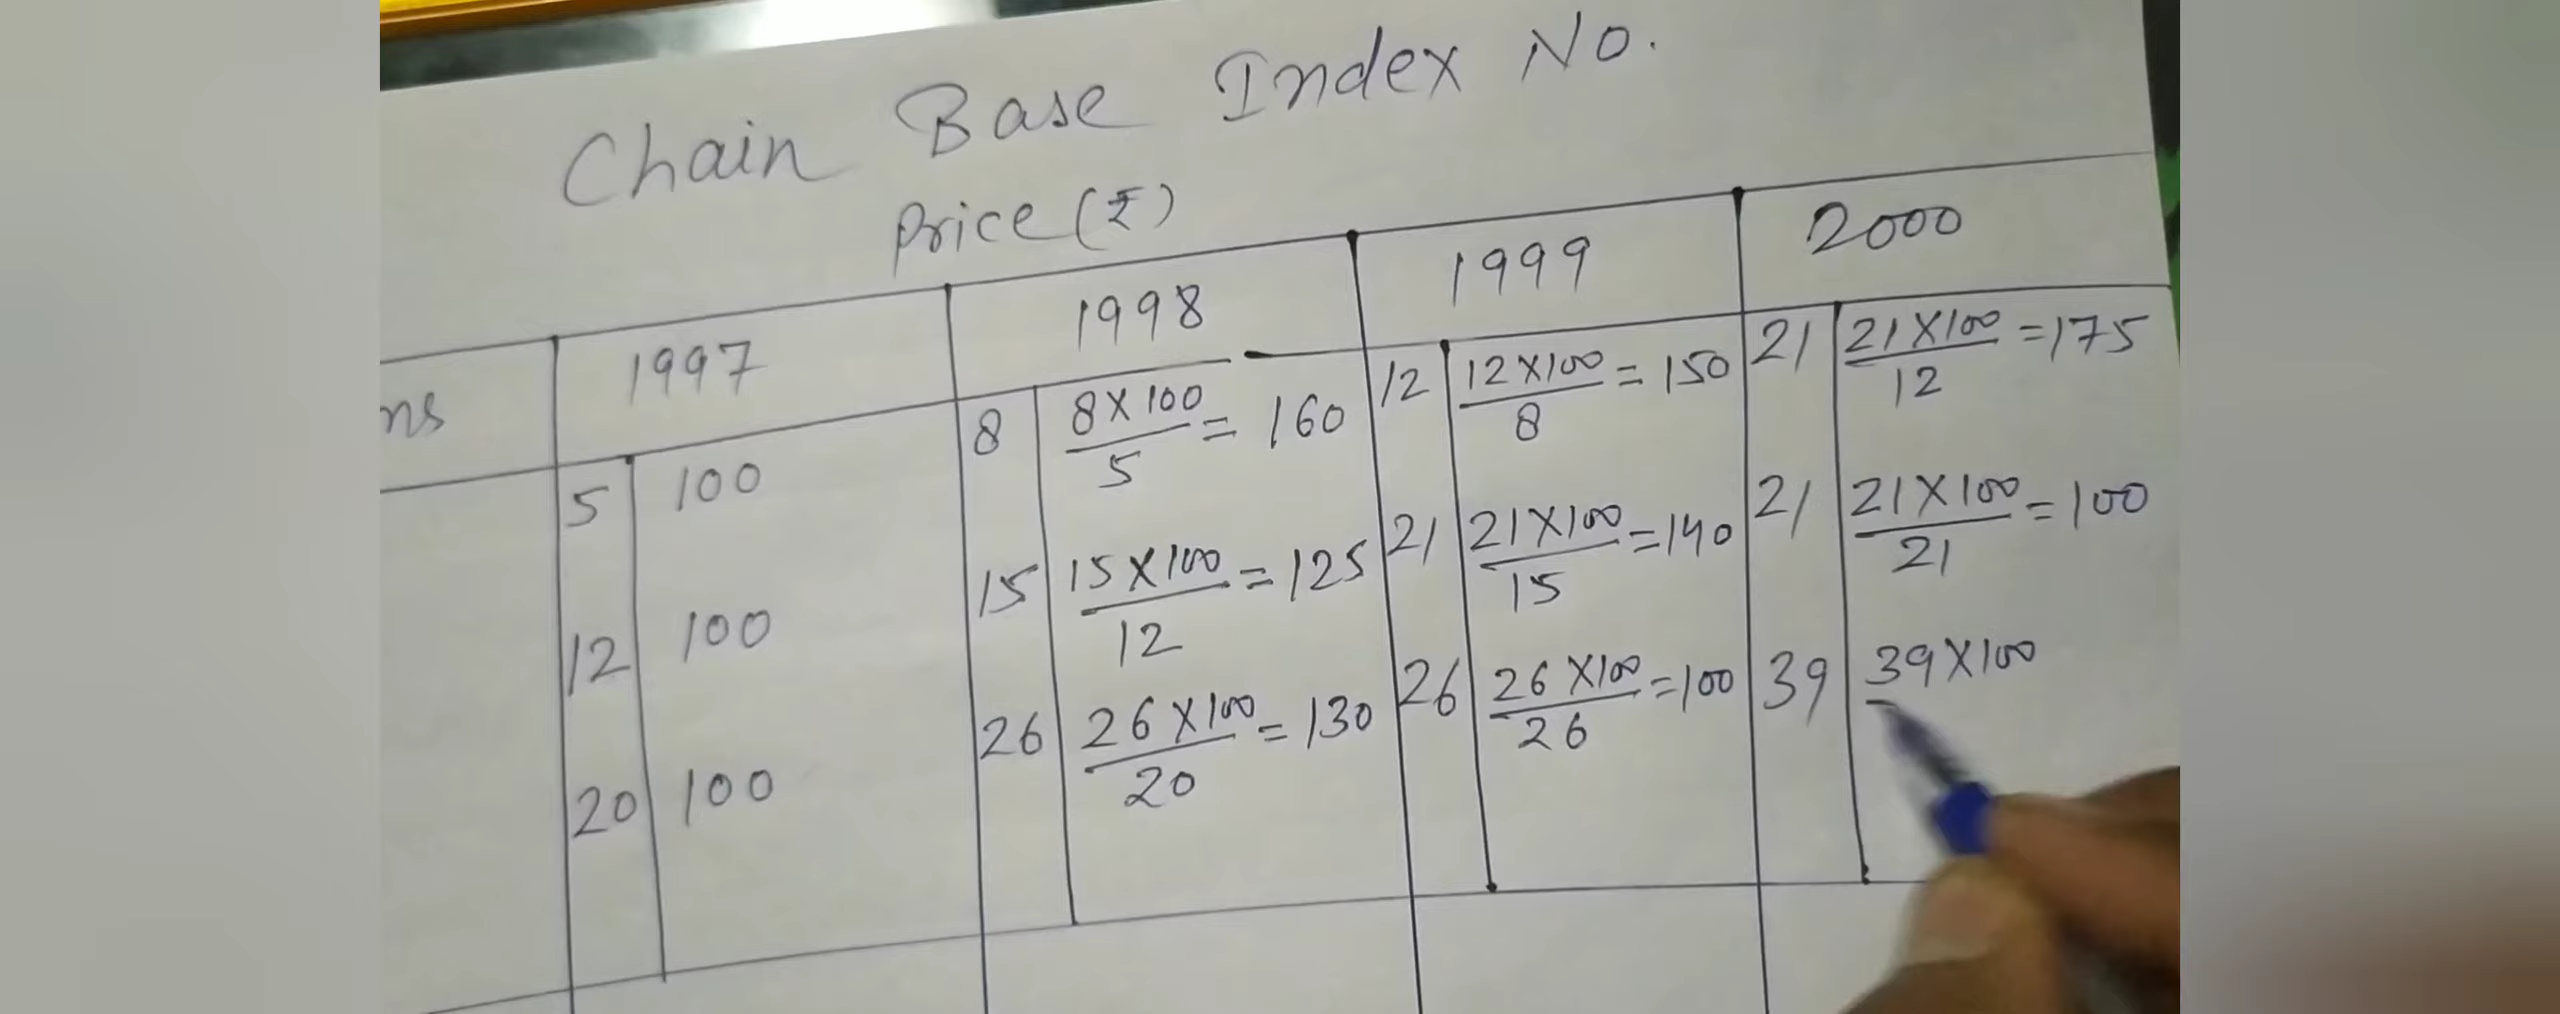 Chain Base Index No.
Price (₹)
ns 1997 1998 1999 2000
5 100 8 8 X 100 / 5 = 160 12 12 X 100 / 8 = 150 21 21 X 100 / 12 = 175
12 100 15 15 X 100 / 12 = 125 21 21 X 100 / 15 = 140 21 21 X 100 / 21 = 100
20 100 26 26 X 100 / 20 = 130 26 26 X 100 / 26 = 100 39 39 X 100